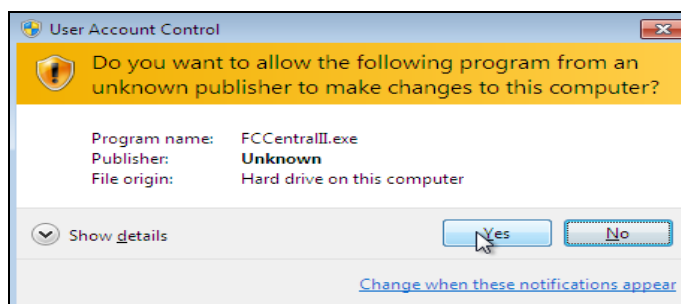 User Account Control
Do you want to allow the following program from an
unknown publisher to make changes to this computer?
Program name: FCCentralII.exe
Publisher: Unknown
File origin: Hard drive on this computer
Show details
Yes
No
Change when these notifications appear